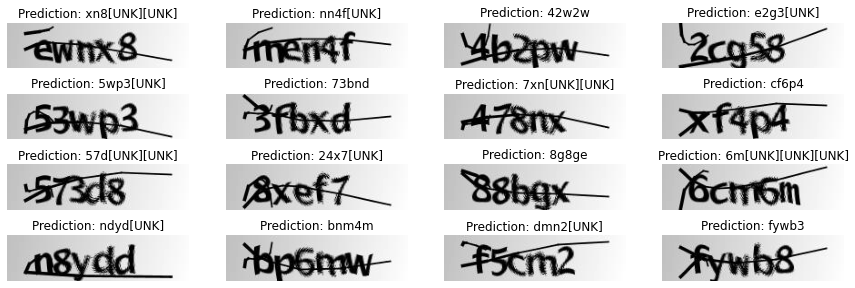 Prediction: xn8[UNK][UNK] Prediction: nn4f[UNK] Prediction: 42w2w Prediction: e2g3[UNK]
ewnx8 men4f 4b2pw 2cg58
Prediction: 5wp3[UNK] Prediction: 73bnd Prediction: 7xn[UNK][UNK] Prediction: cf6p4
53wp3 3fbxd 478nx xf4p4
Prediction: 57d[UNK][UNK] Prediction: 24x7[UNK] Prediction: 8g8ge Prediction: 6m[UNK][UNK][UNK]
573d8 8xef7 88bgx 6cm6m
Prediction: ndyd[UNK] Prediction: bnm4m Prediction: dmn2[UNK] Prediction: fywb3
n8ydd bp6mw f5cm2 fywb8